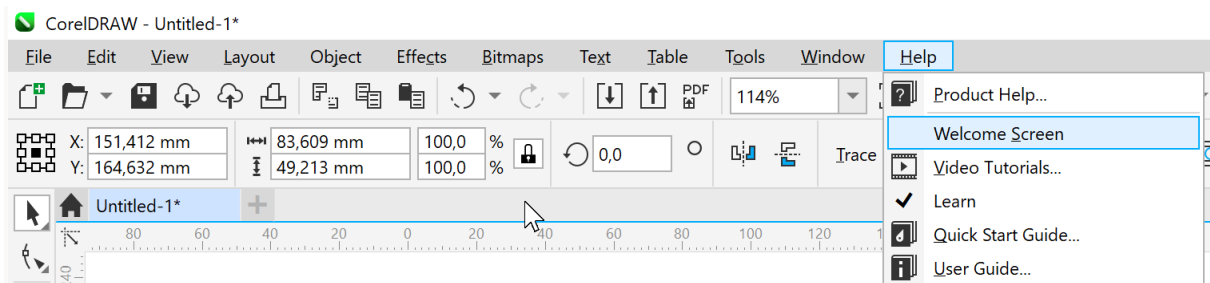 CorelDRAW - Untitled-1*
File Edit View Layout Object Effects Bitmaps Text Table Tools Window Help
PDF 114%
Product Help...
X: 151,412 mm 83,609 mm 100,0 %
Y: 164,632 mm 49,213 mm 100,0 %
0,0 Trace
Welcome Screen
Video Tutorials...
Untitled-1*
Learn
80 60 40 20 0 20 40 60 80 100 120
Quick Start Guide...
40
User Guide...